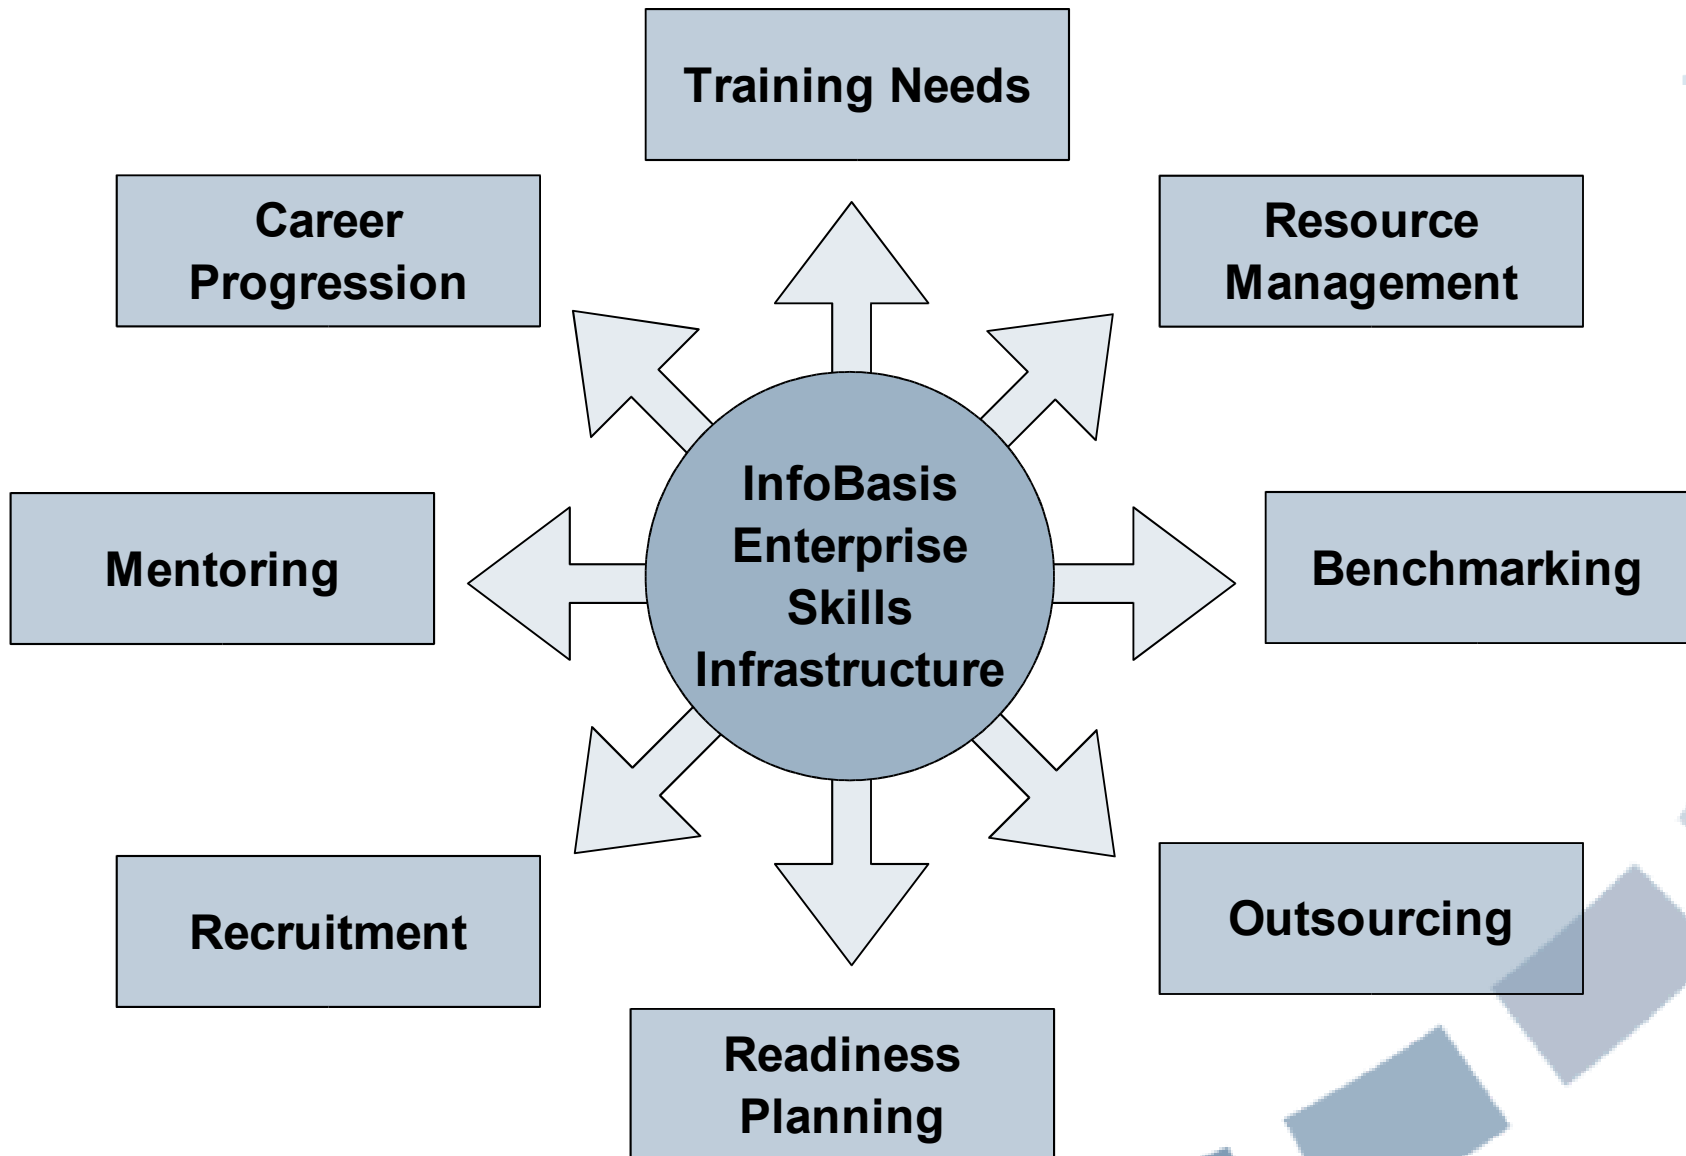 Training Needs
Career
Progression
Resource
Management
InfoBasis
Enterprise
Skills
Infrastructure
Mentoring
Benchmarking
Recruitment
Outsourcing
Readiness
Planning